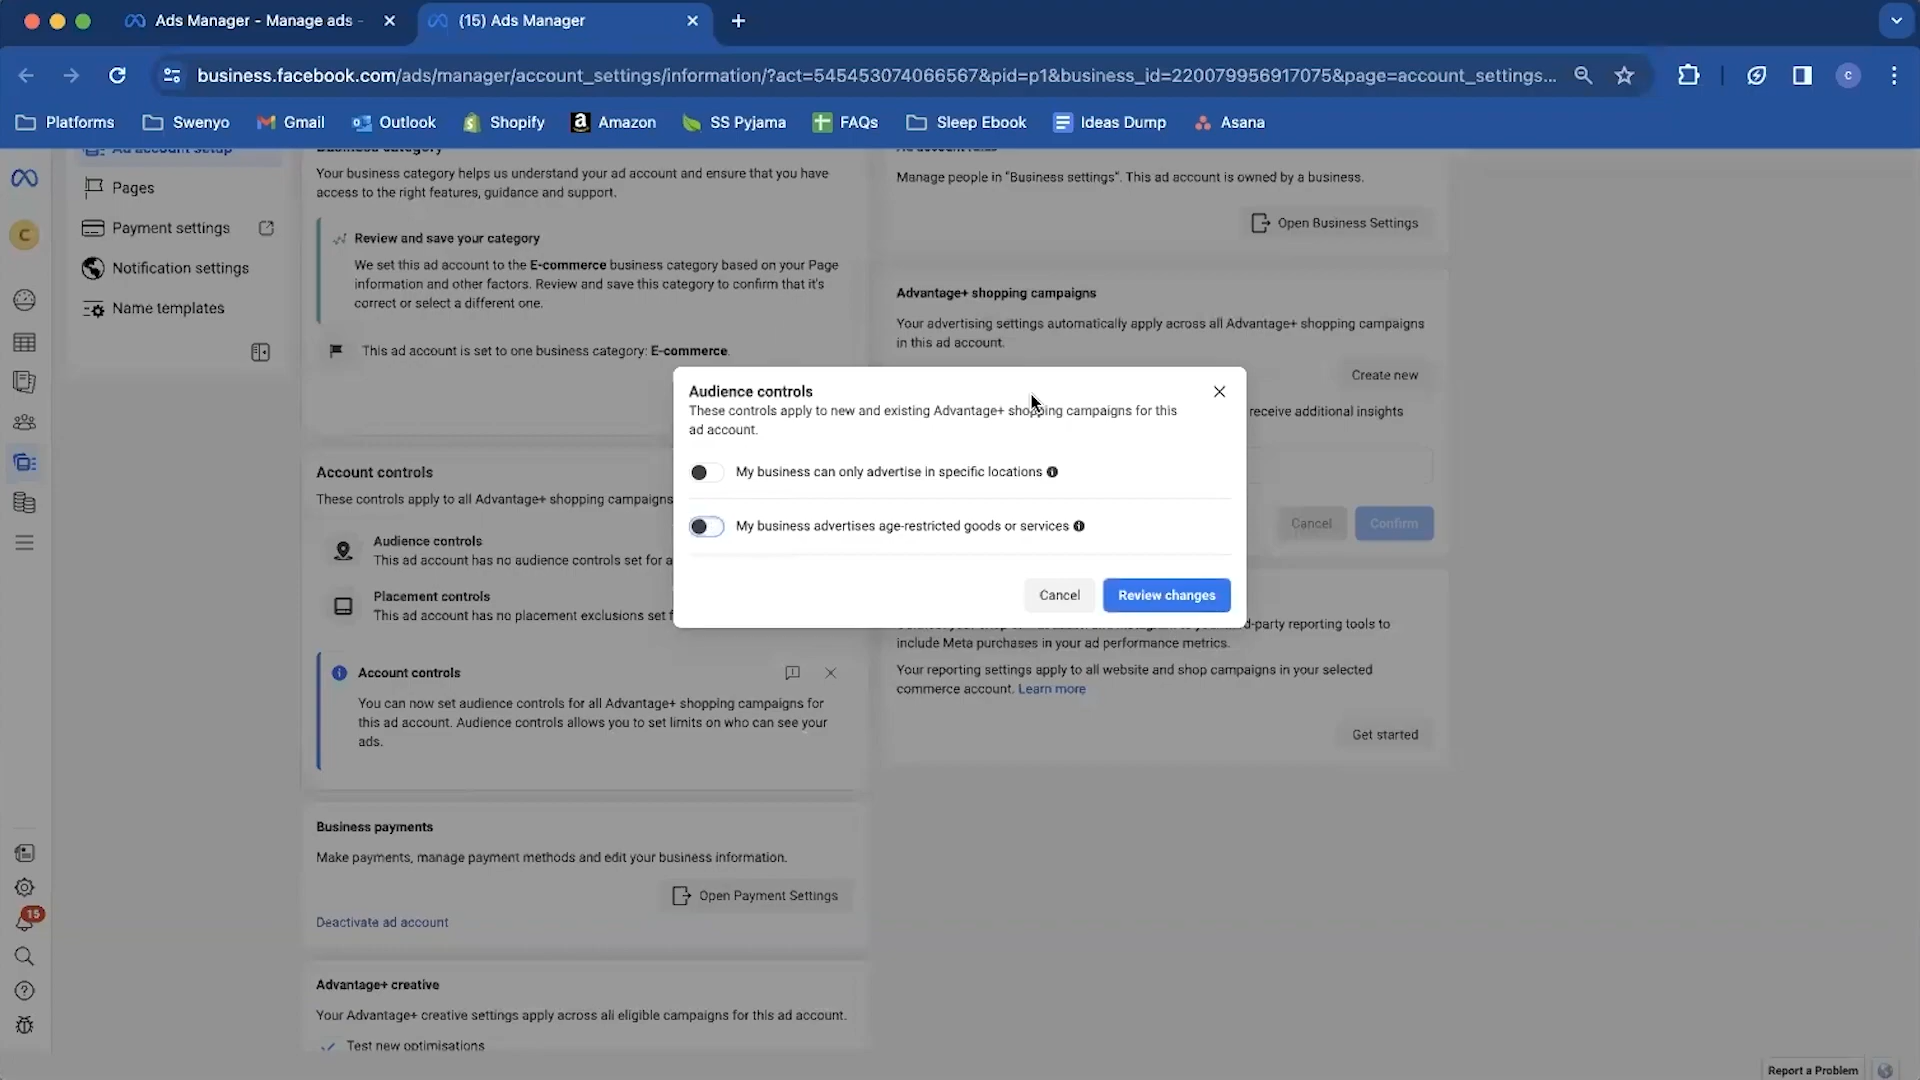 Ads Manager - Manage ads -
(15) Ads Manager
business.facebook.com/ads/manager/account_settings/information/?act=545453074066567&pid=p1&business_id=220079956917075&page=account_settings...
C
Platforms
Swenyo
Gmail
Outlook
Shopify
Amazon
SS Pyjama
FAQs
Sleep Ebook
Ideas Dump
Asana
C
15
Ad account setup
Pages
Payment settings
Notification settings
Name templates
Business category
Your business category helps us understand your ad account and ensure that you have
access to the right features, guidance and support.
Review and save your category
We set this ad account to the E-commerce business category based on your Page
information and other factors. Review and save this category to confirm that it's
correct or select a different one.
This ad account is set to one business category: E-commerce.
Account controls
These controls apply to all Advantage+ shopping campaigns
Audience controls
This ad account has no audience controls set for a
Placement controls
This ad account has no placement exclusions set f
Account controls
You can now set audience controls for all Advantage+ shopping campaigns for
this ad account. Audience controls allows you to set limits on who can see your
ads.
Business payments
Make payments, manage payment methods and edit your business information.
Open Payment Settings
Deactivate ad account
Advantage+ creative
Your Advantage+ creative settings apply across all eligible campaigns for this ad account.
Test new optimisations
Manage people in "Business settings". This ad account is owned by a business.
Open Business Settings
Advantage+ shopping campaigns
Your advertising settings automatically apply across all Advantage+ shopping campaigns
in this ad account.
Create new
receive additional insights
Cancel
Confirm
d-party reporting tools to
include Meta purchases in your ad performance metrics.
Your reporting settings apply to all website and shop campaigns in your selected
commerce account. Learn more
Get started
Audience controls
These controls apply to new and existing Advantage+ shopping campaigns for this
ad account.
My business can only advertise in specific locations
My business advertises age-restricted goods or services
Cancel
Review changes
Report a Problem